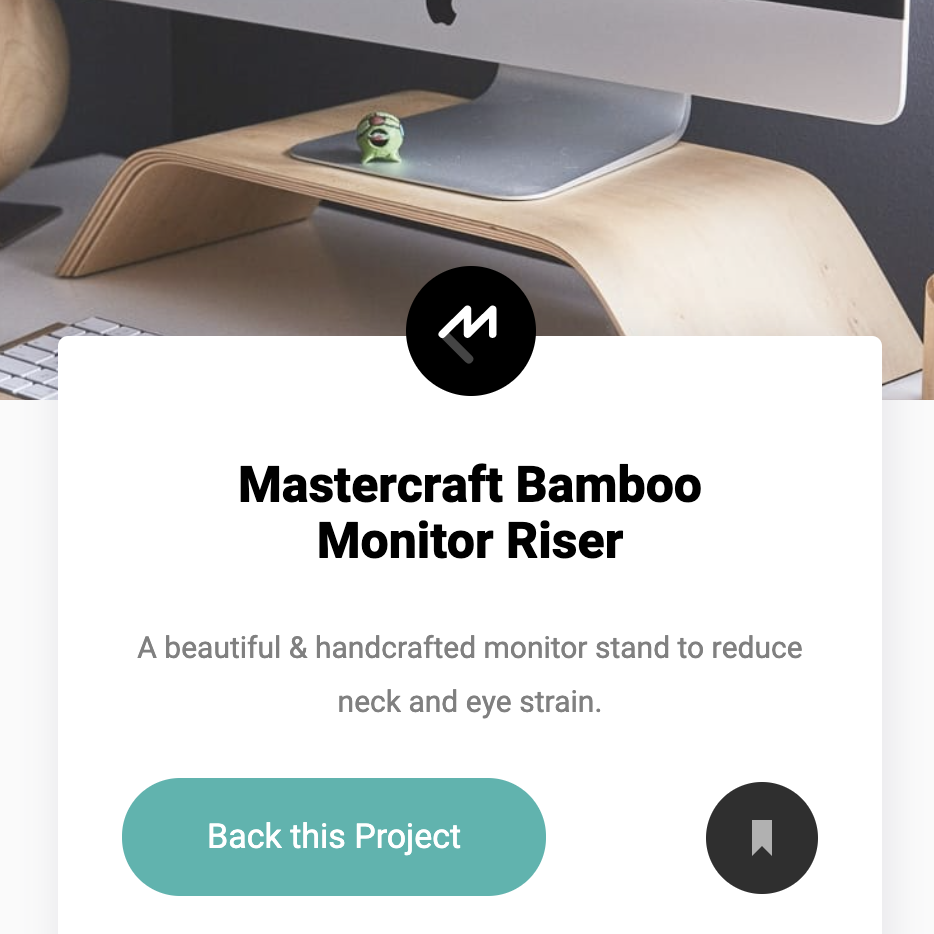 Mastercraft Bamboo
Monitor Riser
A beautiful & handcrafted monitor stand to reduce
neck and eye strain.
Back this Project